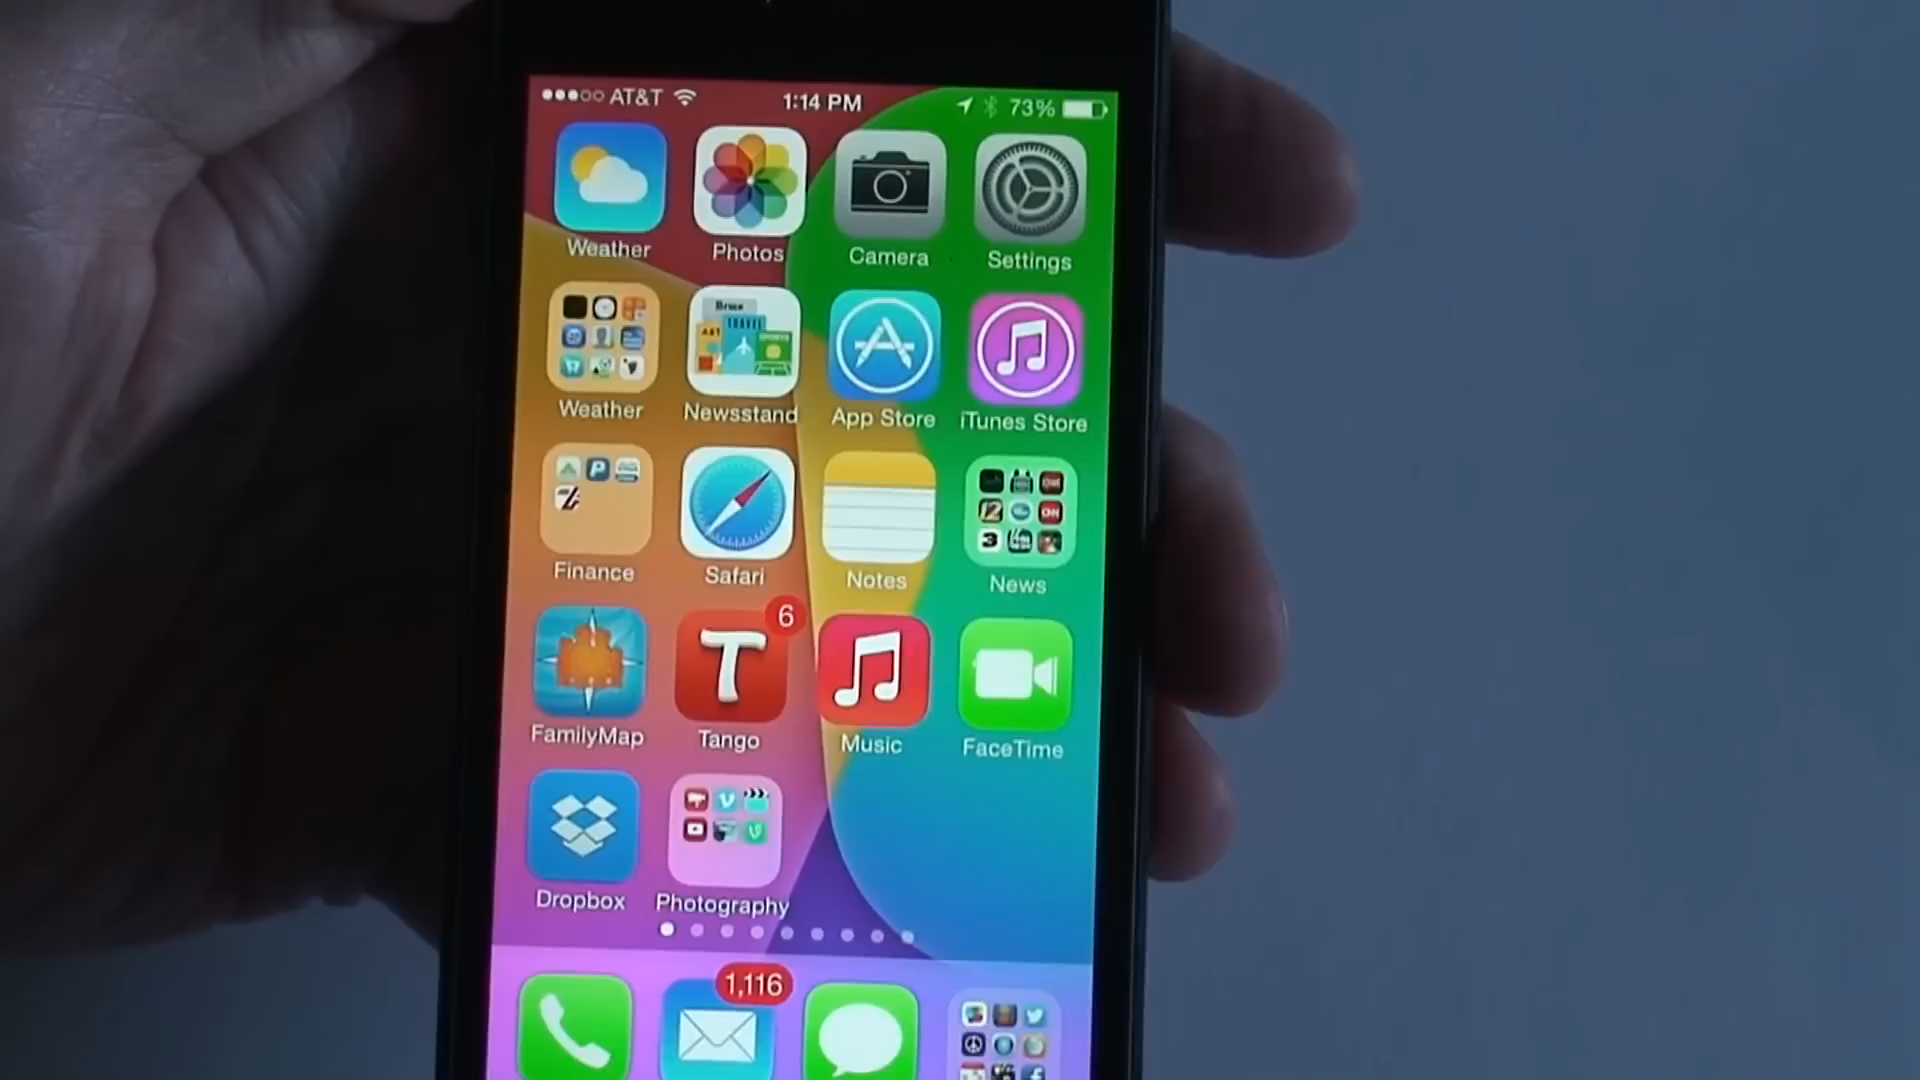 AT&T 1:14 PM 73%
Weather Photos Camera Settings
Weather Newsstand App Store iTunes Store
Finance Safari Notes News
6
FamilyMap Tango Music FaceTime
Dropbox Photography
1,116